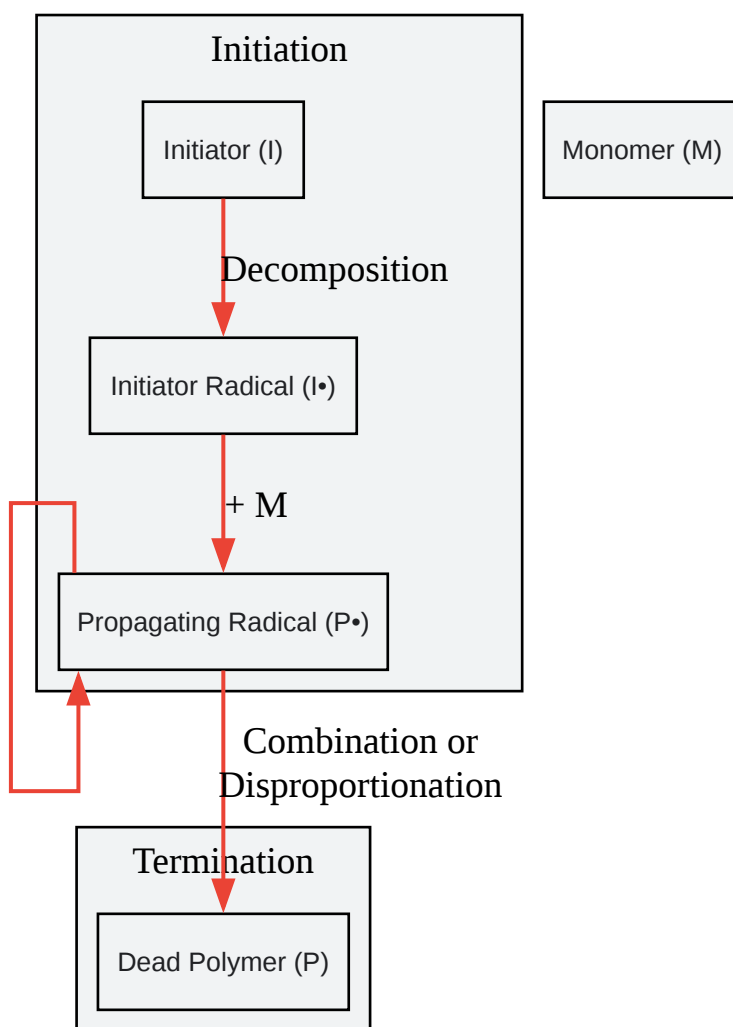 Initiation
Initiator (I)
Monomer (M)
Decomposition
Initiator Radical (I•)
+ M
Propagating Radical (P•)
Combination or
Disproportionation
Termination
Dead Polymer (P)